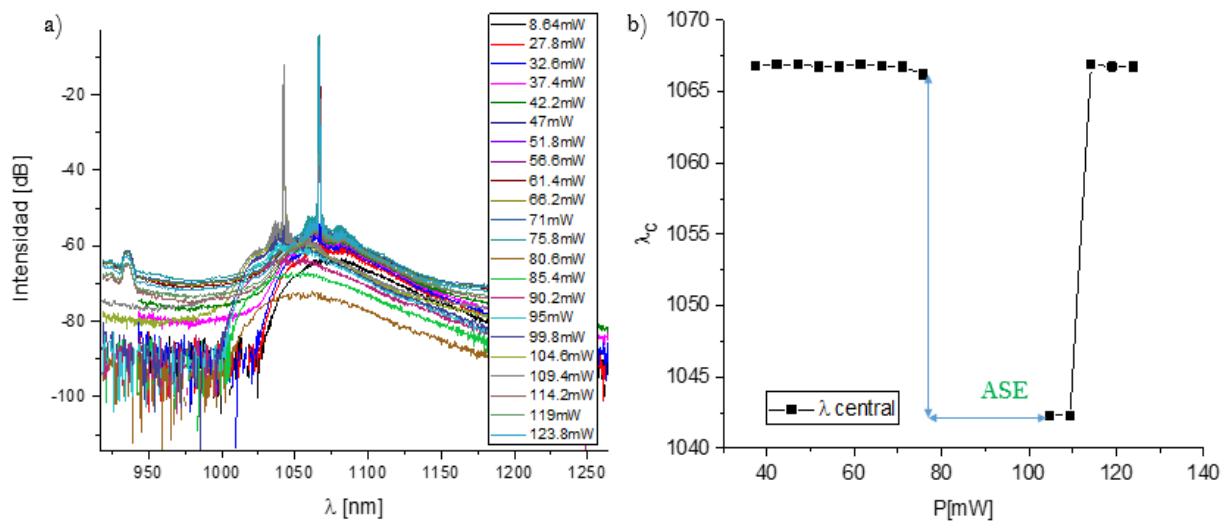 a)
Intensidad [dB]
-20
-40
-60
-80
-100
950
1000
1050
1100
1150
1200
1250
λ [nm]
8.64mW
27.8mW
32.6mW
37.4mW
42.2mW
47mW
51.8mW
56.6mW
61.4mW
66.2mW
71mW
75.8mW
80.6mW
85.4mW
90.2mW
95mW
99.8mW
104.6mW
109.4mW
114.2mW
119mW
123.8mW
b)
λC
1070
1065
1060
1055
1050
1045
1040
ASE
λ central
40
60
80
100
120
140
P[mW]